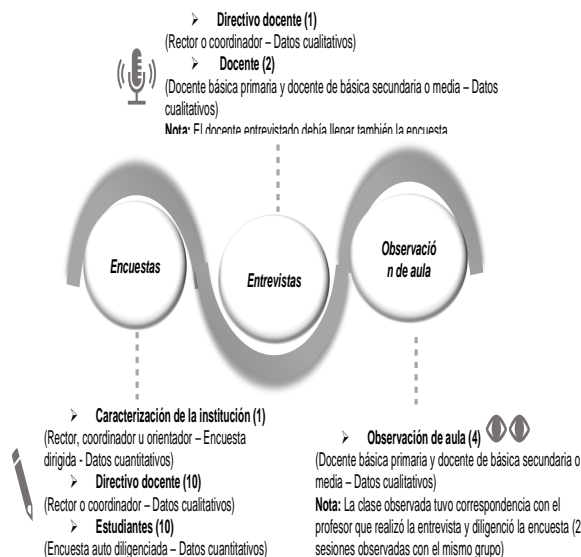 ➢ Directivo docente (1)
(Rector o coordinador – Datos cualitativos)
➢ Docente (2)
(Docente básica primaria y docente de básica secundaria o media – Datos
cualitativos)
Nota: El docente entrevistado debía llenar también la encuesta
Encuestas
Entrevistas
Observació
n de aula
➢ Caracterización de la institución (1)
(Rector, coordinador u orientador – Encuesta
dirigida - Datos cuantitativos)
➢ Directivo docente (10)
(Rector o coordinador – Datos cualitativos)
➢ Estudiantes (10)
(Encuesta auto diligenciada – Datos cuantitativos)
➢ Observación de aula (4)
(Docente básica primaria y docente de básica secundaria o
media – Datos cualitativos)
Nota: La clase observada tuvo correspondencia con el
profesor que realizó la entrevista y diligenció la encuesta (2
sesiones observadas con el mismo grupo)